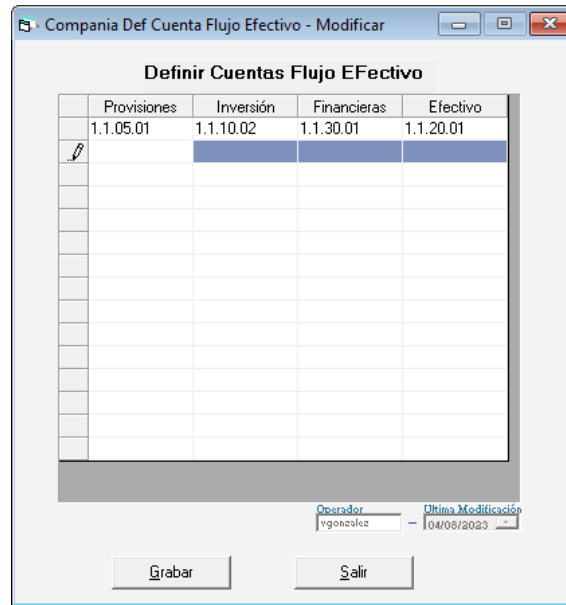 Compania Def Cuenta Flujo Efectivo - Modificar
Definir Cuentas Flujo EFectivo
Provisiones Inversión Financieras Efectivo
1.1.05.01 1.1.10.02 1.1.30.01 1.1.20.01
Operador Ultima Modificación
vgonzalez – 04/08/2023
Grabar Salir